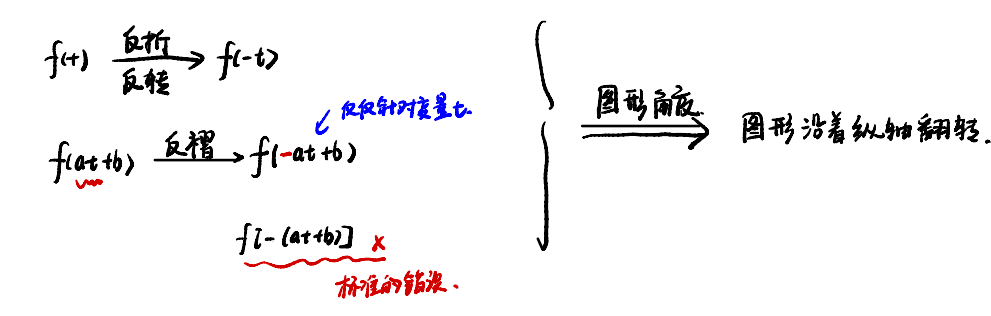 f(t) 反折 反转 f(-t)
仅仅针对变量t.
f(at+b) 反褶 f(-at+b)
f[-(at+b)] ×
标准的错误.
图形角度
图形沿着纵轴翻转.